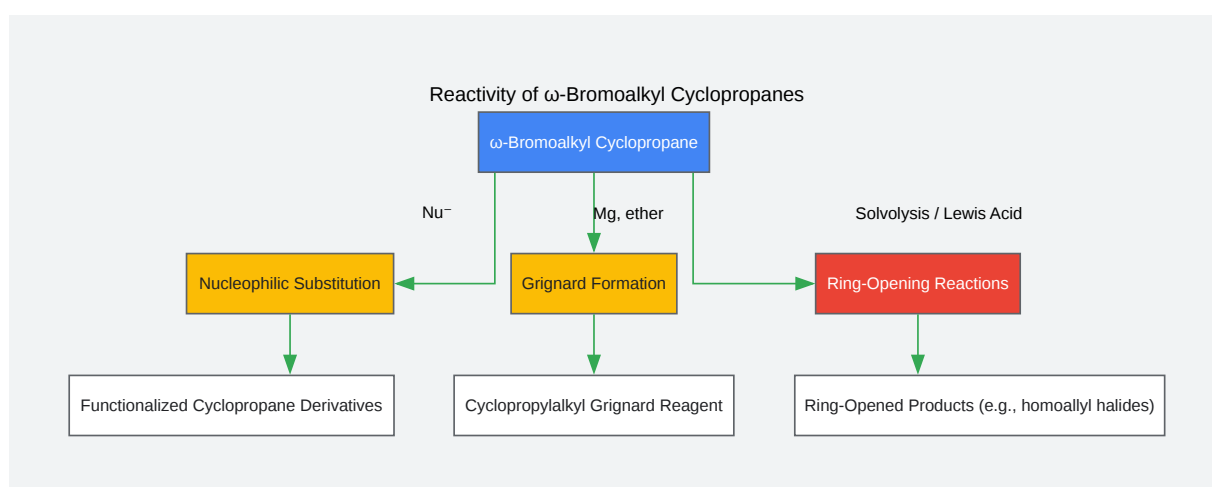 Reactivity of ω-Bromoalkyl Cyclopropanes
ω-Bromoalkyl Cyclopropane
Nu⁻
Mg, ether
Solvolysis / Lewis Acid
Nucleophilic Substitution
Grignard Formation
Ring-Opening Reactions
Functionalized Cyclopropane Derivatives
Cyclopropylalkyl Grignard Reagent
Ring-Opened Products (e.g., homoallyl halides)